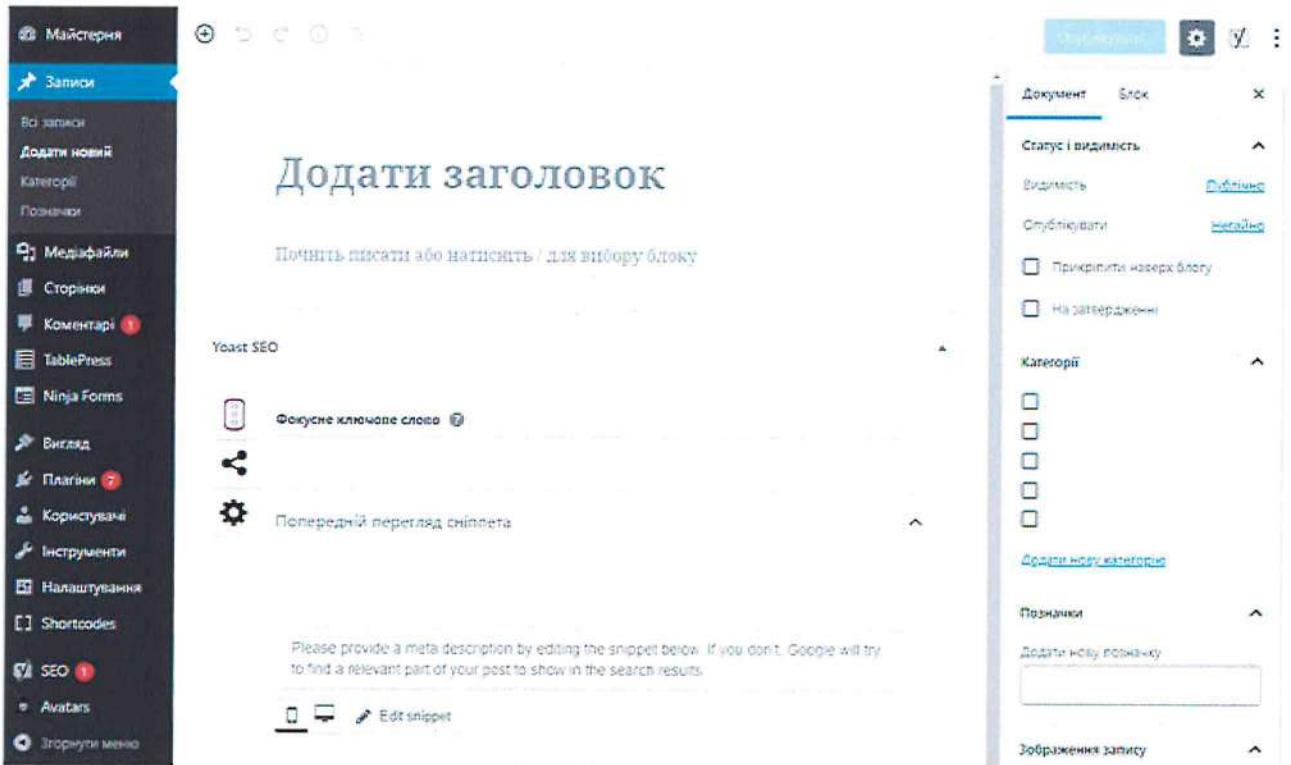 Майстерня
Записи
Всі записи
Додати новий
Категорії
Позначки
Медіафайли
Сторінки
Коментарі 1
TablePress
Ninja Forms
Вигляд
Плагіни 7
Користувачі
Інструменти
Налаштування
Shortcodes
SEO 1
Avatars
Згорнути меню
Додати заголовок
Почніть писати або натисніть / для вибору блоку
Yoast SEO
Фокусне ключове слово
Попередній перегляд сніппета
Please provide a meta description by editing the snippet below. If you don't, Google will try
to find a relevant part of your post to show in the search results.
Edit snippet
Опублікувати...
Документ Блок
Статус і видимість
Видимість Публічно
Опублікувати Негайно
Прикріпити наверх блогу
На затвердженні
Категорії
Додати нову категорію
Позначки
Додати нову позначку
Зображення запису